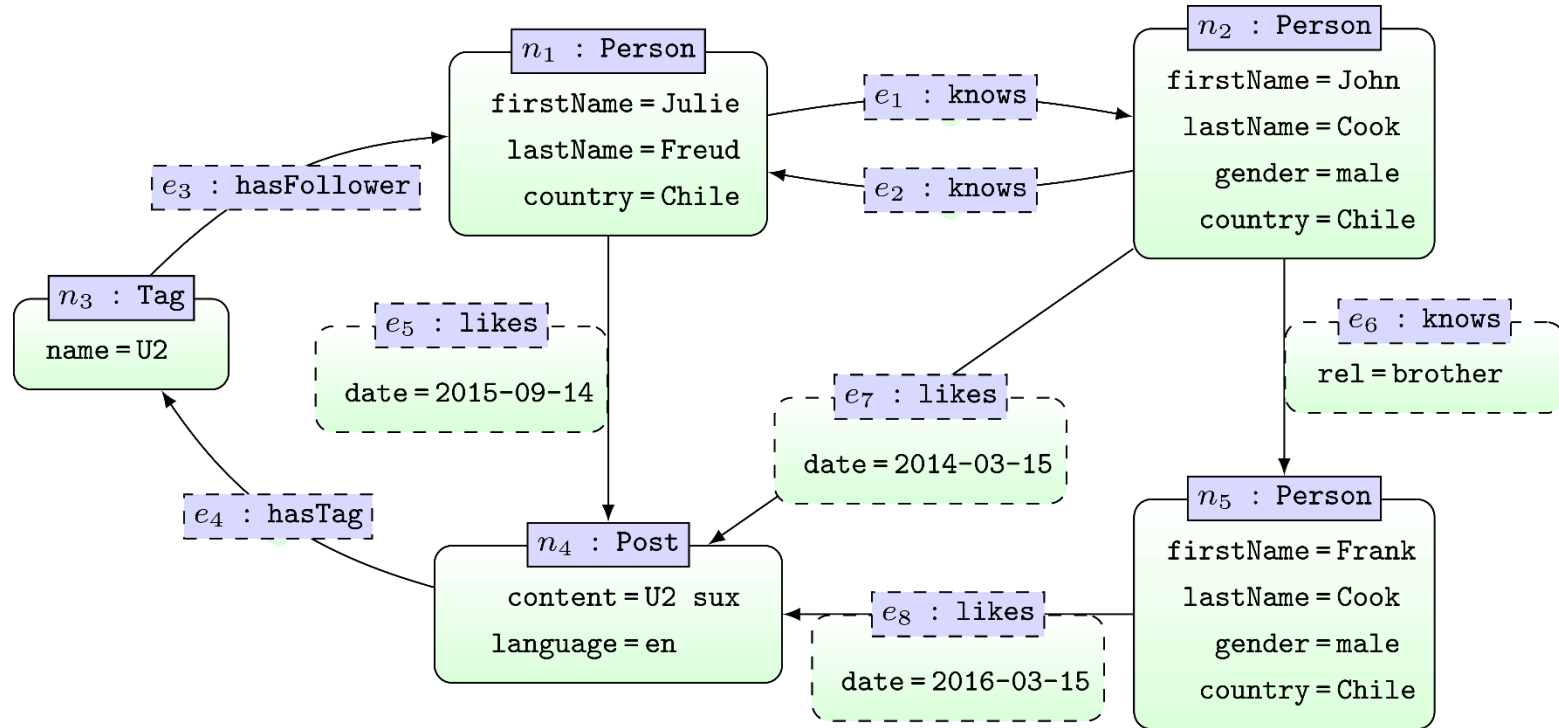 n₁ : Person
firstName = Julie
lastName = Freud
country = Chile
e₁ : knows
e₂ : knows
n₂ : Person
firstName = John
lastName = Cook
gender = male
country = Chile
e₃ : hasFollower
n₃ : Tag
name = U2
e₅ : likes
date = 2015-09-14
e₇ : likes
date = 2014-03-15
e₆ : knows
rel = brother
e₄ : hasTag
n₄ : Post
content = U2 sux
language = en
e₈ : likes
date = 2016-03-15
n₅ : Person
firstName = Frank
lastName = Cook
gender = male
country = Chile